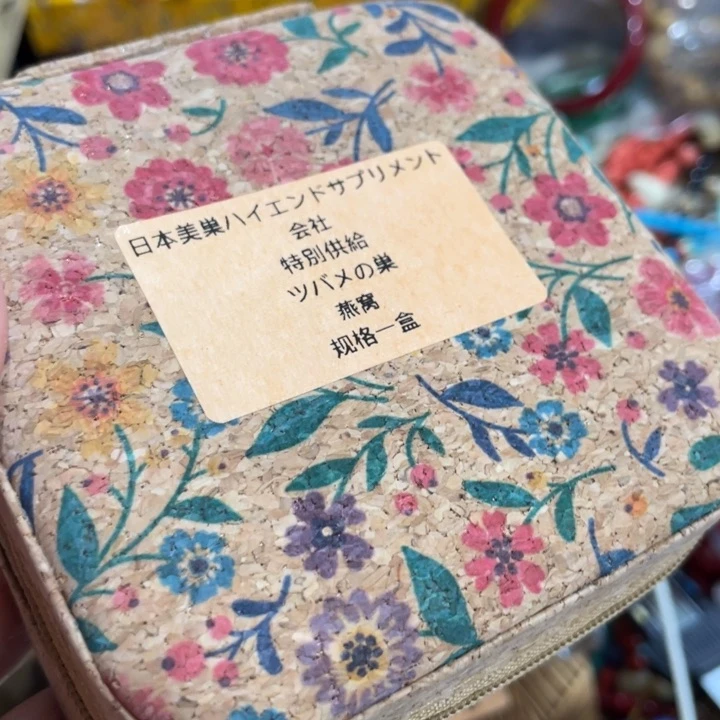 日本美巣ハイエンドサプリメント
会社
特別供給
ツバメの巣
燕窝
规格一盒